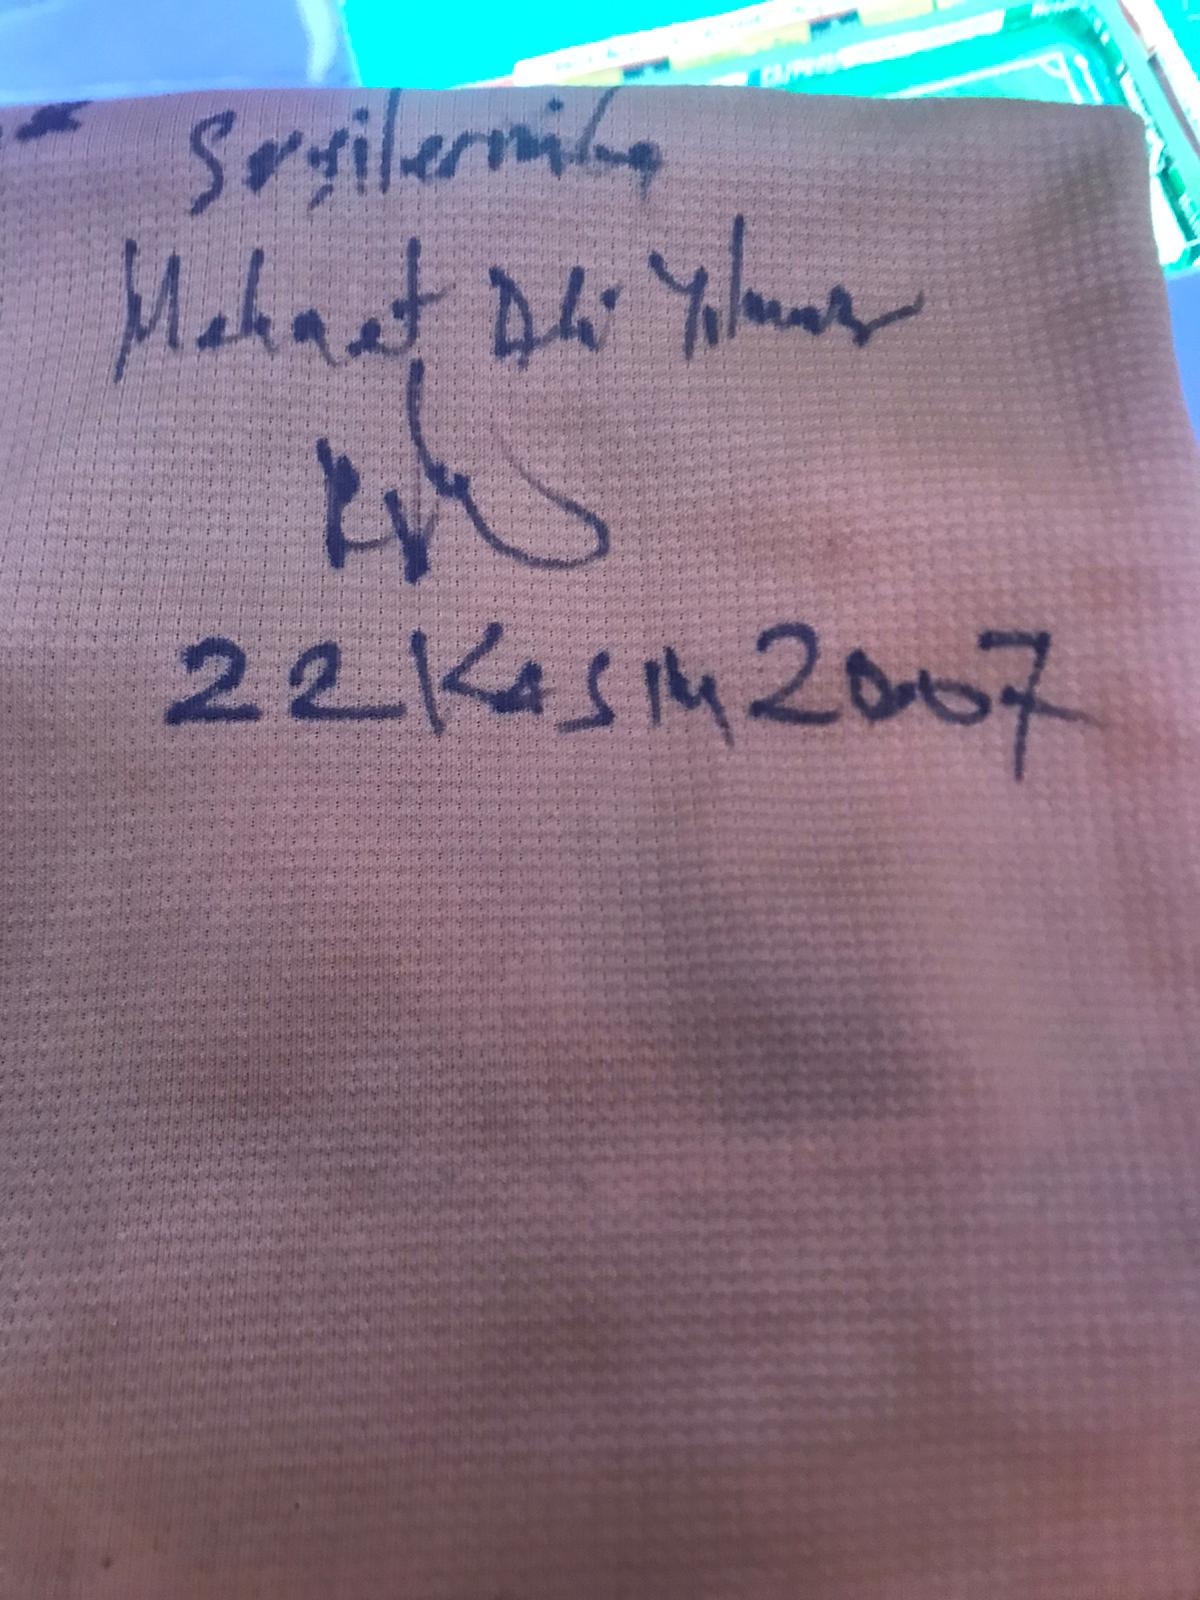 Sevgilerimle
Mehmet Ali Yılmaz
22 Kasım 2007